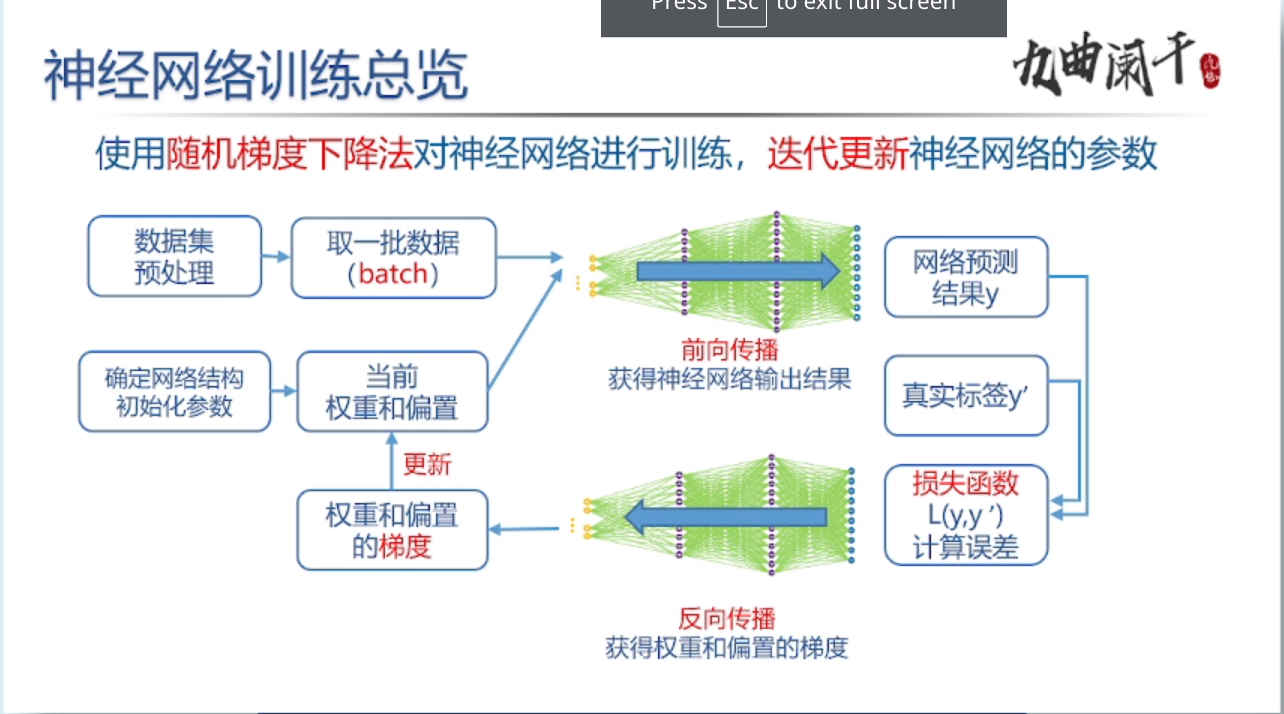 Press Esc to exit full screen
神经网络训练总览
九曲阑干
使用随机梯度下降法对神经网络进行训练，迭代更新神经网络的参数
数据集
预处理
取一批数据
（batch）
网络预测
结果y
前向传播
获得神经网络输出结果
确定网络结构
初始化参数
当前
权重和偏置
真实标签y’
更新
损失函数
L(y,y ’)
计算误差
权重和偏置
的梯度
反向传播
获得权重和偏置的梯度